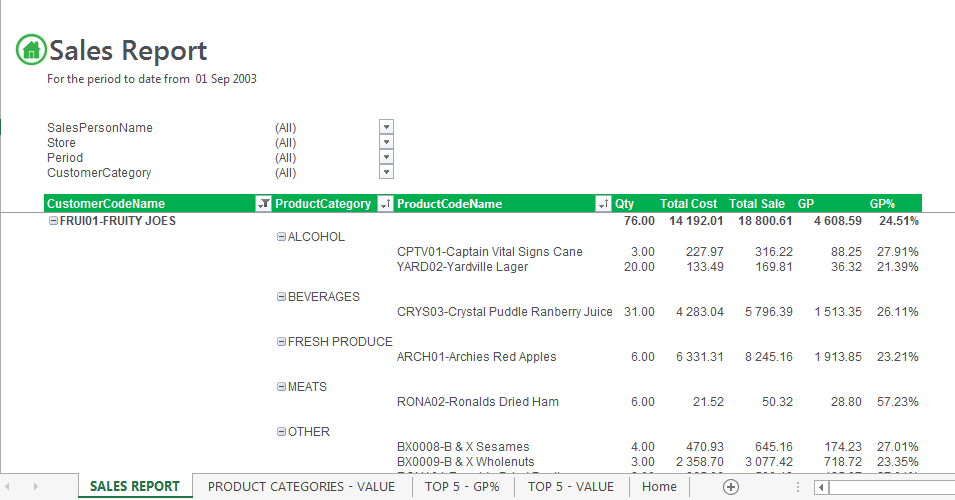 Sales Report
For the period to date from 01 Sep 2003
SalesPersonName (All)
Store (All)
Period (All)
CustomerCategory (All)
CustomerCodeName ProductCategory ProductCodeName Qty Total Cost Total Sale GP GP%
FRUI01-FRUITY JOES 76.00 14 192.01 18 800.61 4 608.59 24.51%
ALCOHOL
CPTV01-Captain Vital Signs Cane 3.00 227.97 316.22 88.25 27.91%
YARD02-Yardville Lager 20.00 133.49 169.81 36.32 21.39%
BEVERAGES
CRYS03-Crystal Puddle Ranberry Juice 31.00 4 283.04 5 796.39 1 513.35 26.11%
FRESH PRODUCE
ARCH01-Archies Red Apples 6.00 6 331.31 8 245.16 1 913.85 23.21%
MEATS
RONA02-Ronalds Dried Ham 6.00 21.52 50.32 28.80 57.23%
OTHER
BX0008-B & X Sesames 4.00 470.93 645.16 174.23 27.01%
BX0009-B & X Wholenuts 3.00 2 358.70 3 077.42 718.72 23.35%
SALES REPORT PRODUCT CATEGORIES - VALUE TOP 5 - GP% TOP 5 - VALUE Home